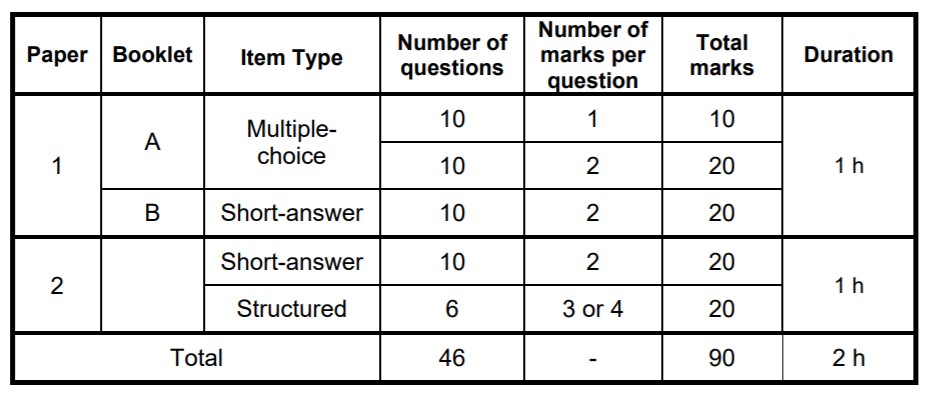 Paper Booklet Item Type Number of questions Number of marks per question Total marks Duration
1 A Multiple-choice 10 1 10 1 h
10 2 20
B Short-answer 10 2 20
2 Short-answer 10 2 20 1 h
Structured 6 3 or 4 20
Total 46 - 90 2 h